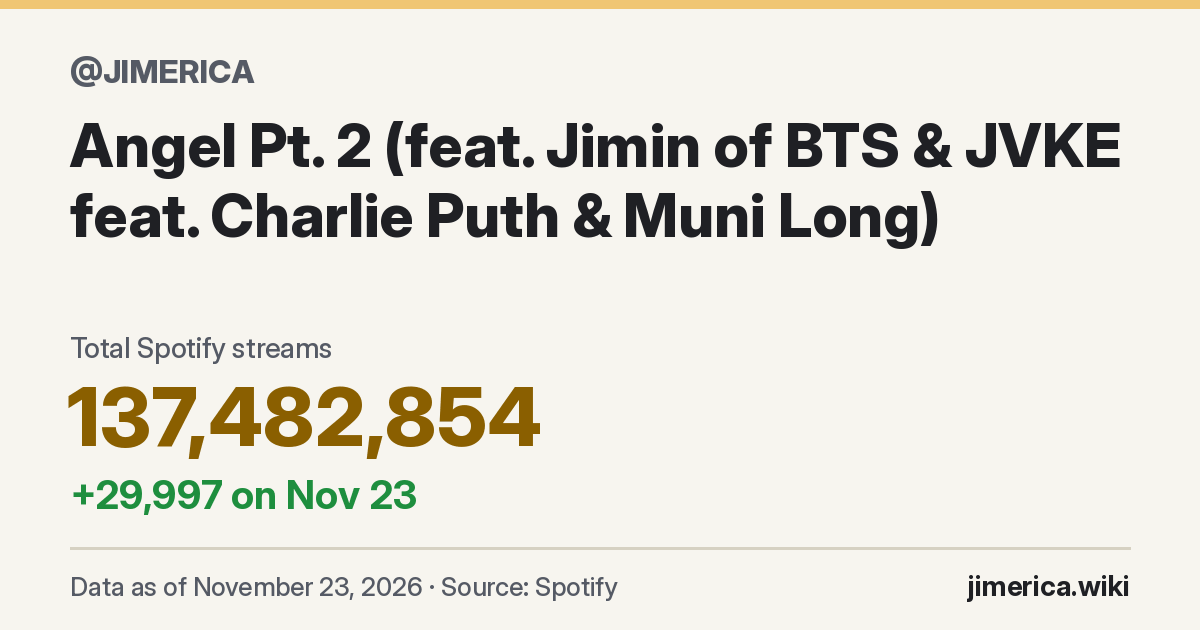 @JIMERICA
Angel Pt. 2 (feat. Jimin of BTS & JVKE
feat. Charlie Puth & Muni Long)
Total Spotify streams
137,482,854
+29,997 on Nov 23
Data as of November 23, 2026 · Source: Spotify
jimerica.wiki